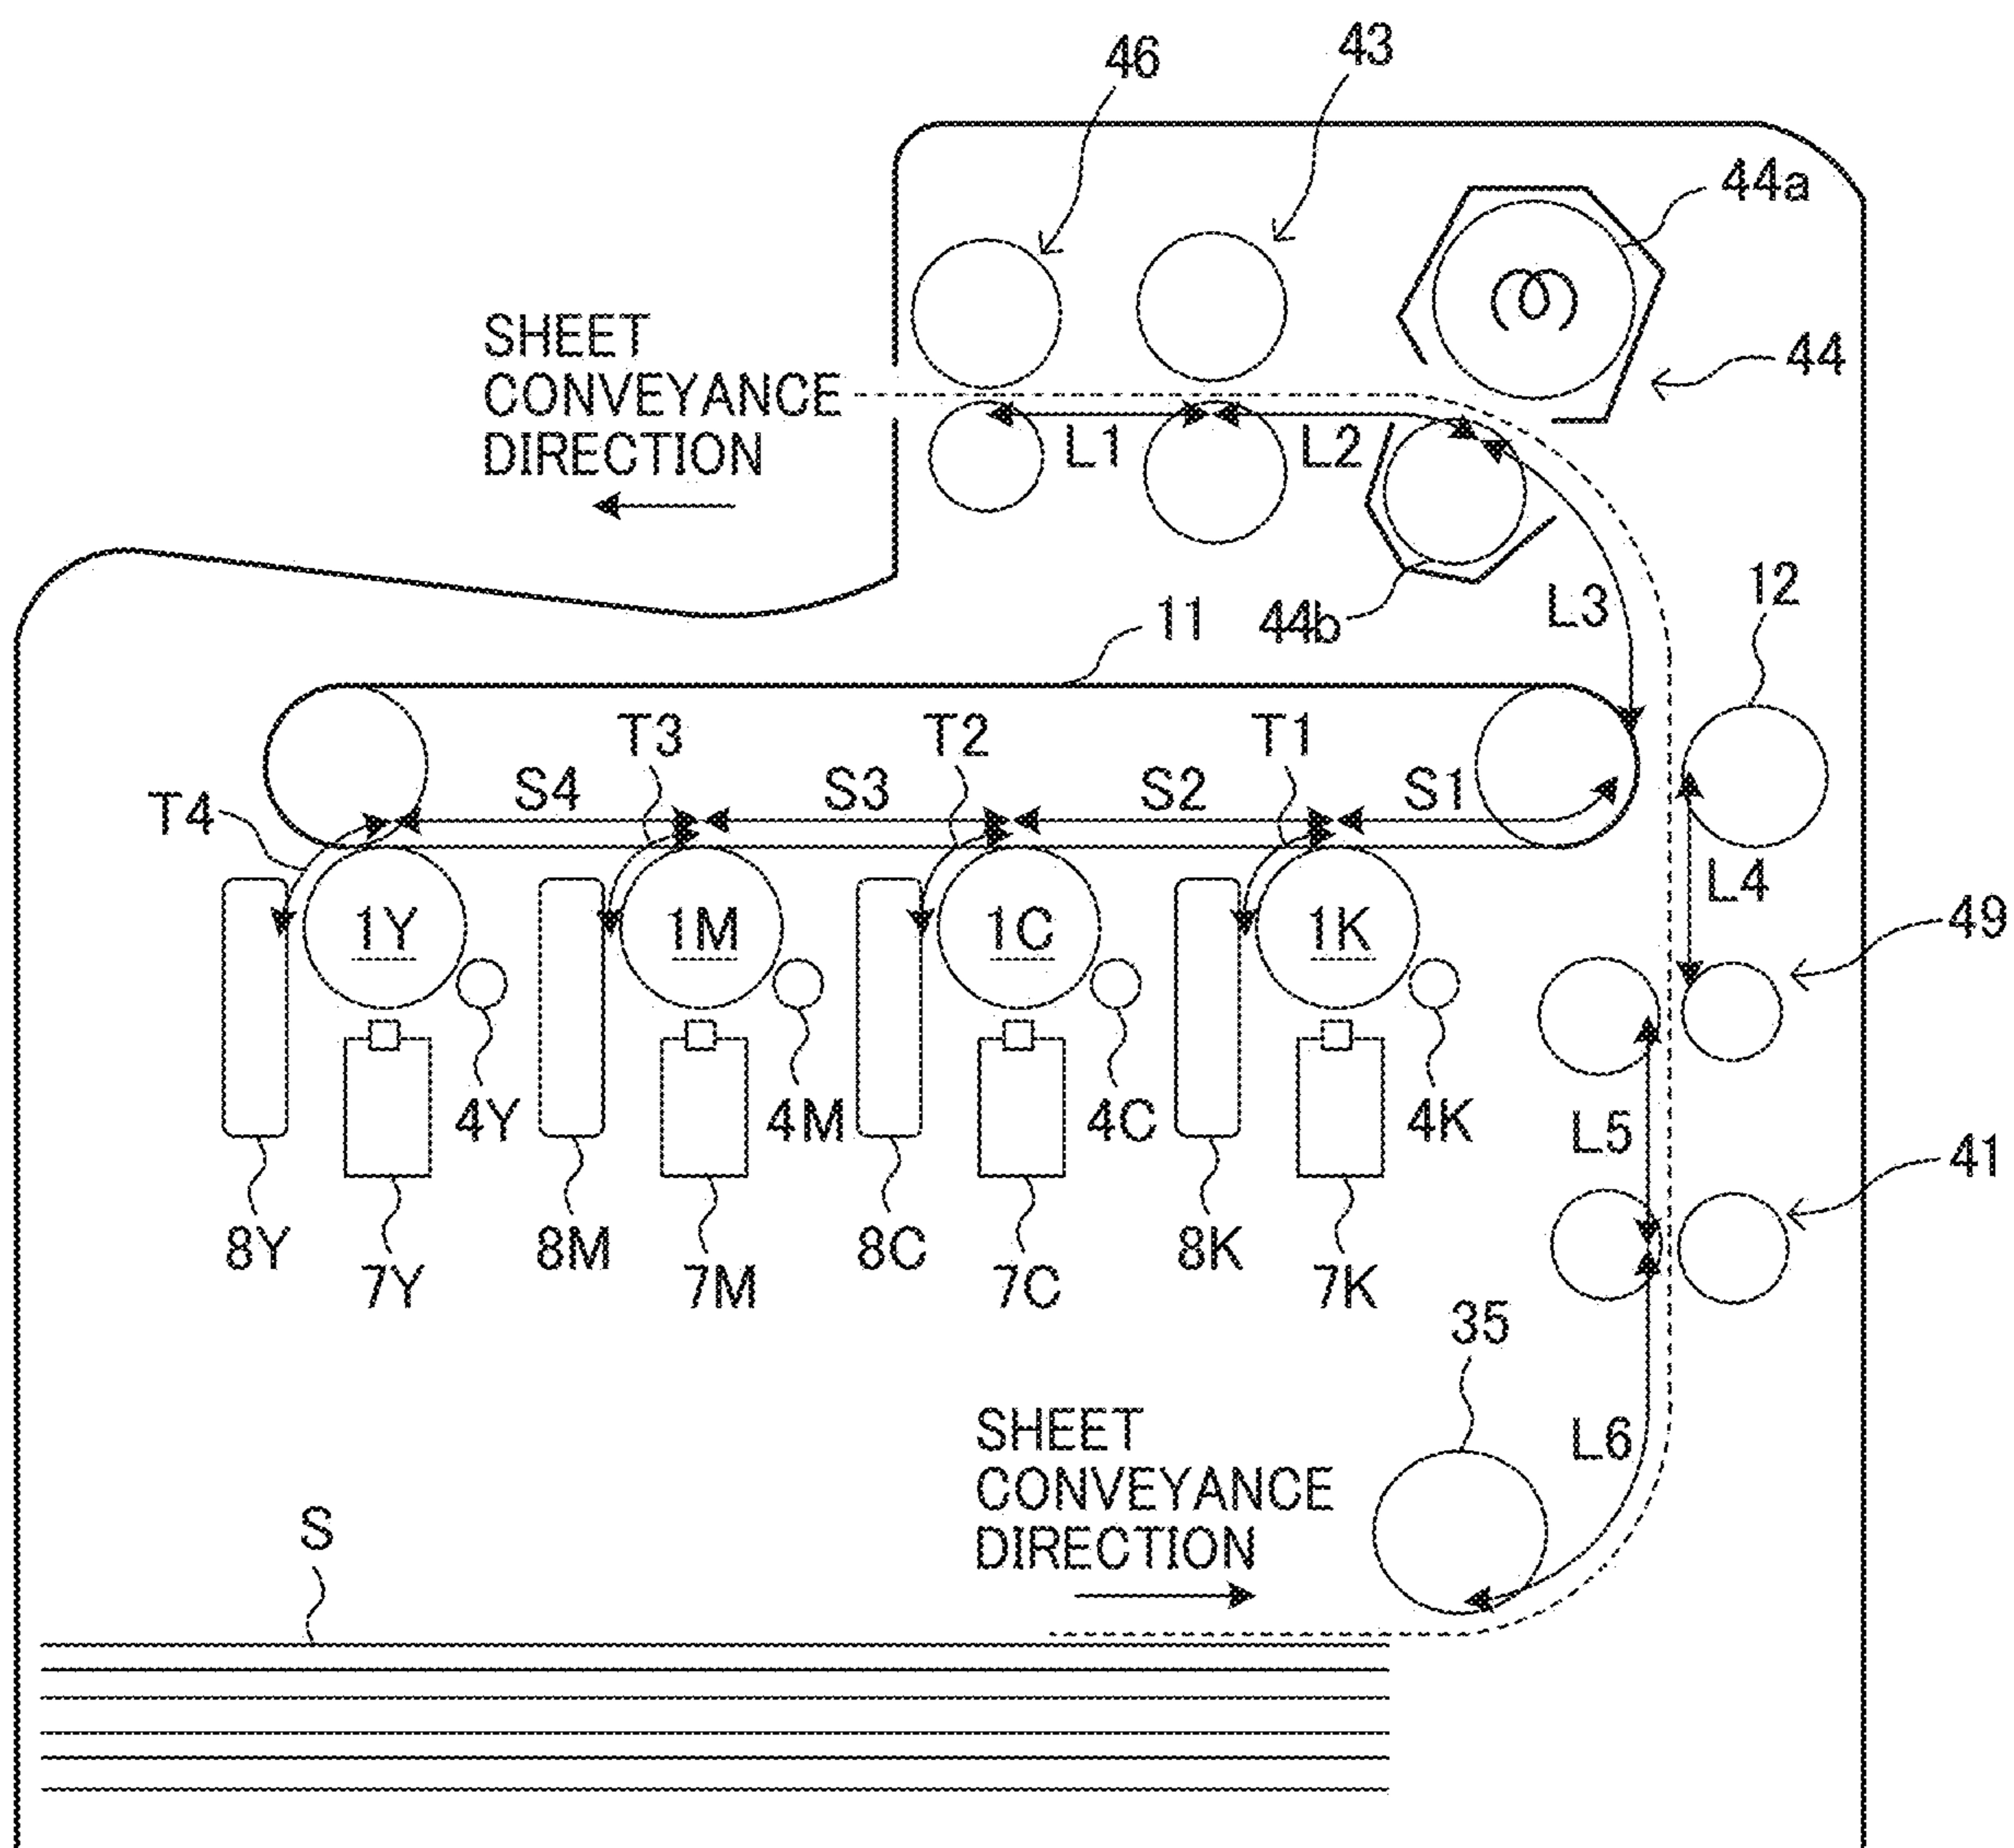 46
43
44a
SHEET
CONVEYANCE
DIRECTION
44
L1
L2
L3
44b
11
12
T3
T2
T1
T4
S4
S3
S2
S1
L4
1Y
1M
1C
1K
49
4Y
4M
4C
4K
L5
41
8Y
7Y
8M
7M
8C
7C
8K
7K
35
SHEET
CONVEYANCE
DIRECTION
L6
S